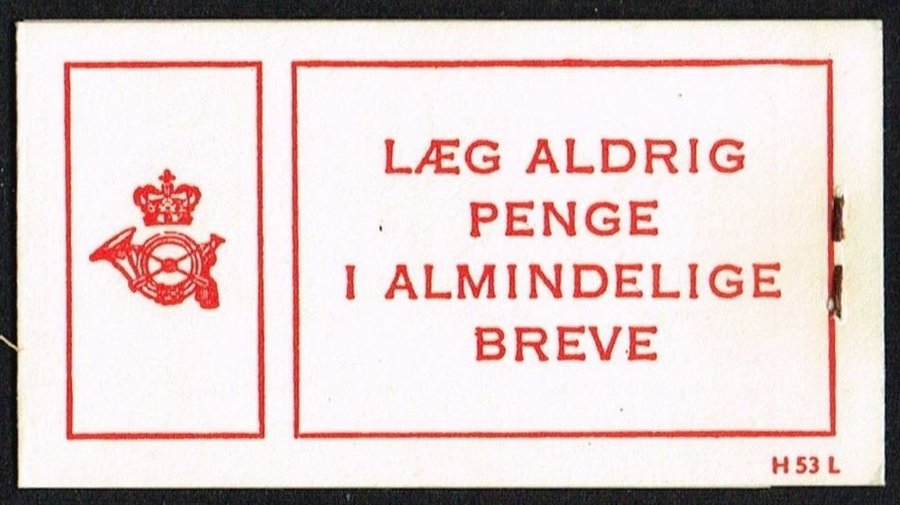 LÆG ALDRIG
PENGE
I ALMINDELIGE
BREVE
H 53 L